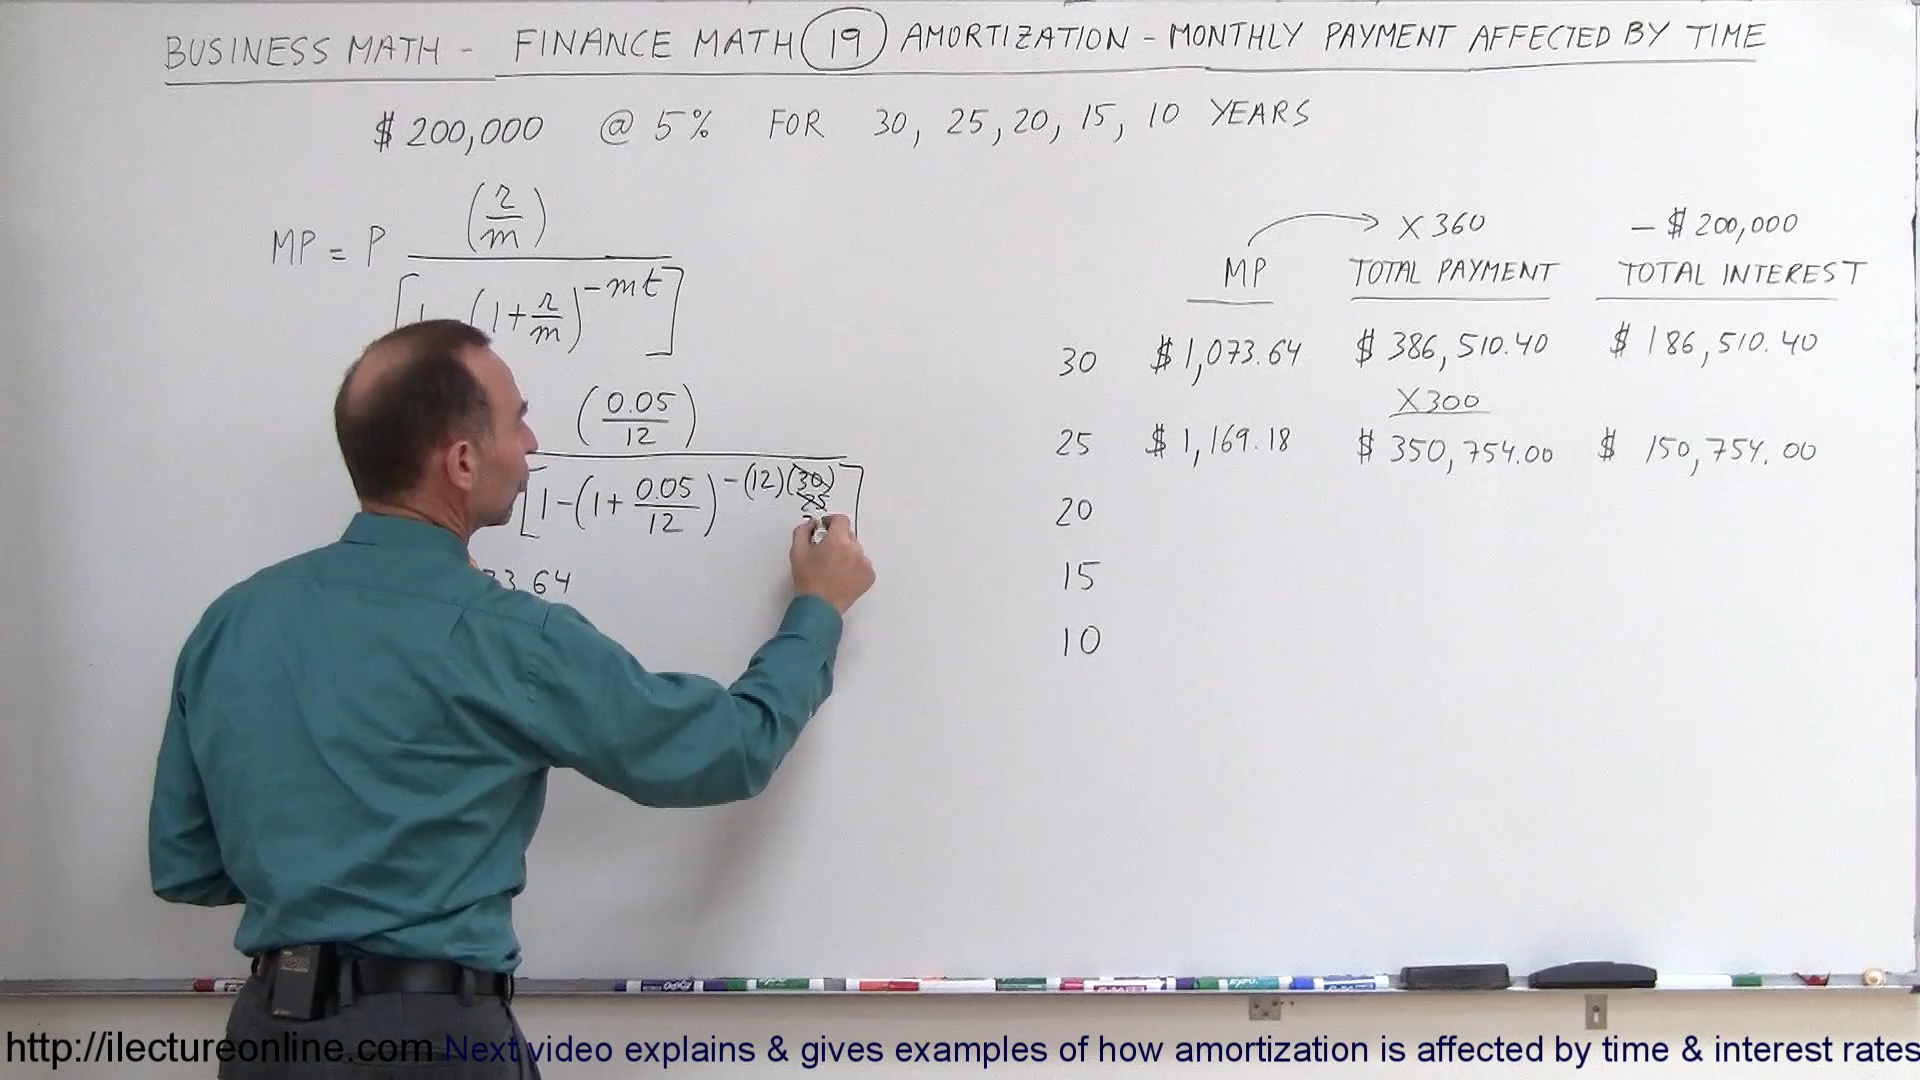 BUSINESS MATH - FINANCE MATH 19 AMORTIZATION - MONTHLY PAYMENT AFFECTED BY TIME
$ 200,000 @ 5% FOR 30, 25, 20, 15, 10 YEARS
MP = P (r/m)
[1 - (1 + r/m)^-mt]
(0.05/12)
[1 - (1 + 0.05/12)^-(12)(30)]
25
73.64
X 360 - $ 200,000
MP TOTAL PAYMENT TOTAL INTEREST
30 $ 1,073.64 $ 386,510.40 $ 186,510.40
X300
25 $ 1,169.18 $ 350,754.00 $ 150,754.00
20
15
10
EXPO
http://ilectureonline.com Next video explains & gives examples of how amortization is affected by time & interest rates